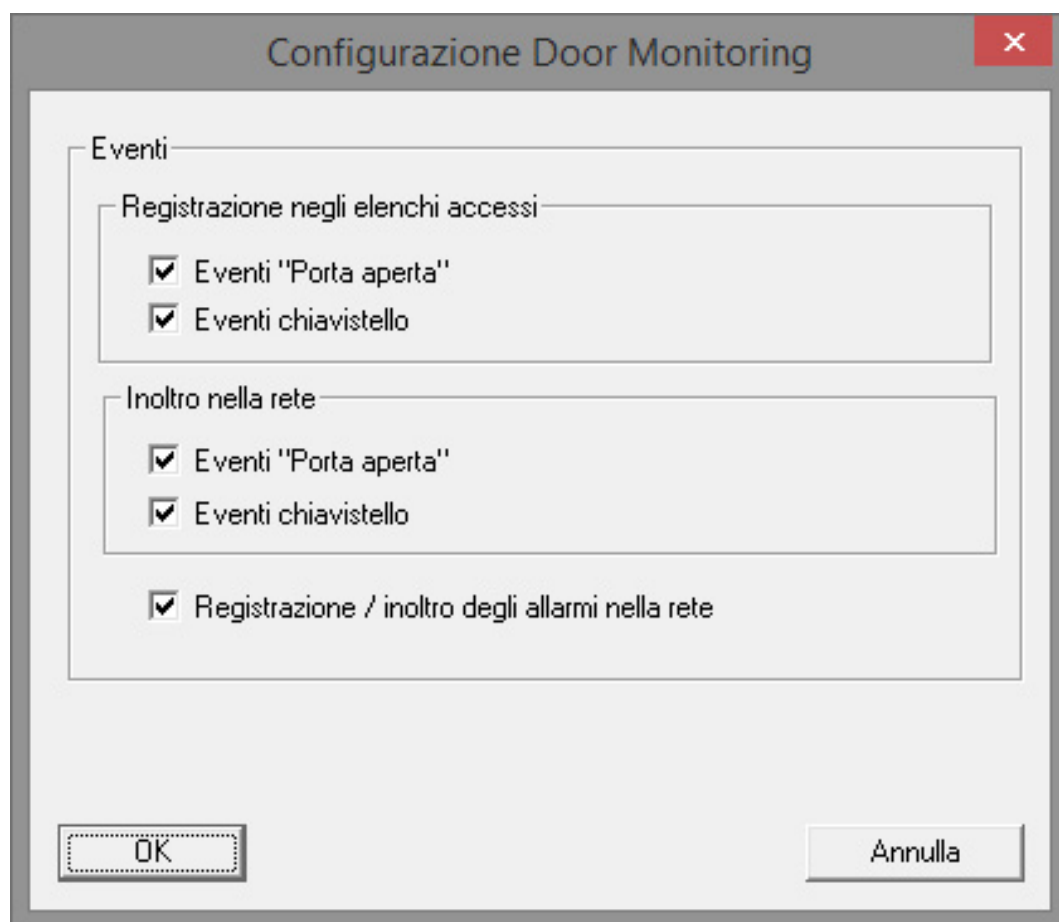 Configurazione Door Monitoring
Eventi
Registrazione negli elenchi accessi
Eventi "Porta aperta"
Eventi chiavistello
Inoltro nella rete
Eventi "Porta aperta"
Eventi chiavistello
Registrazione / inoltro degli allarmi nella rete
OK
Annulla